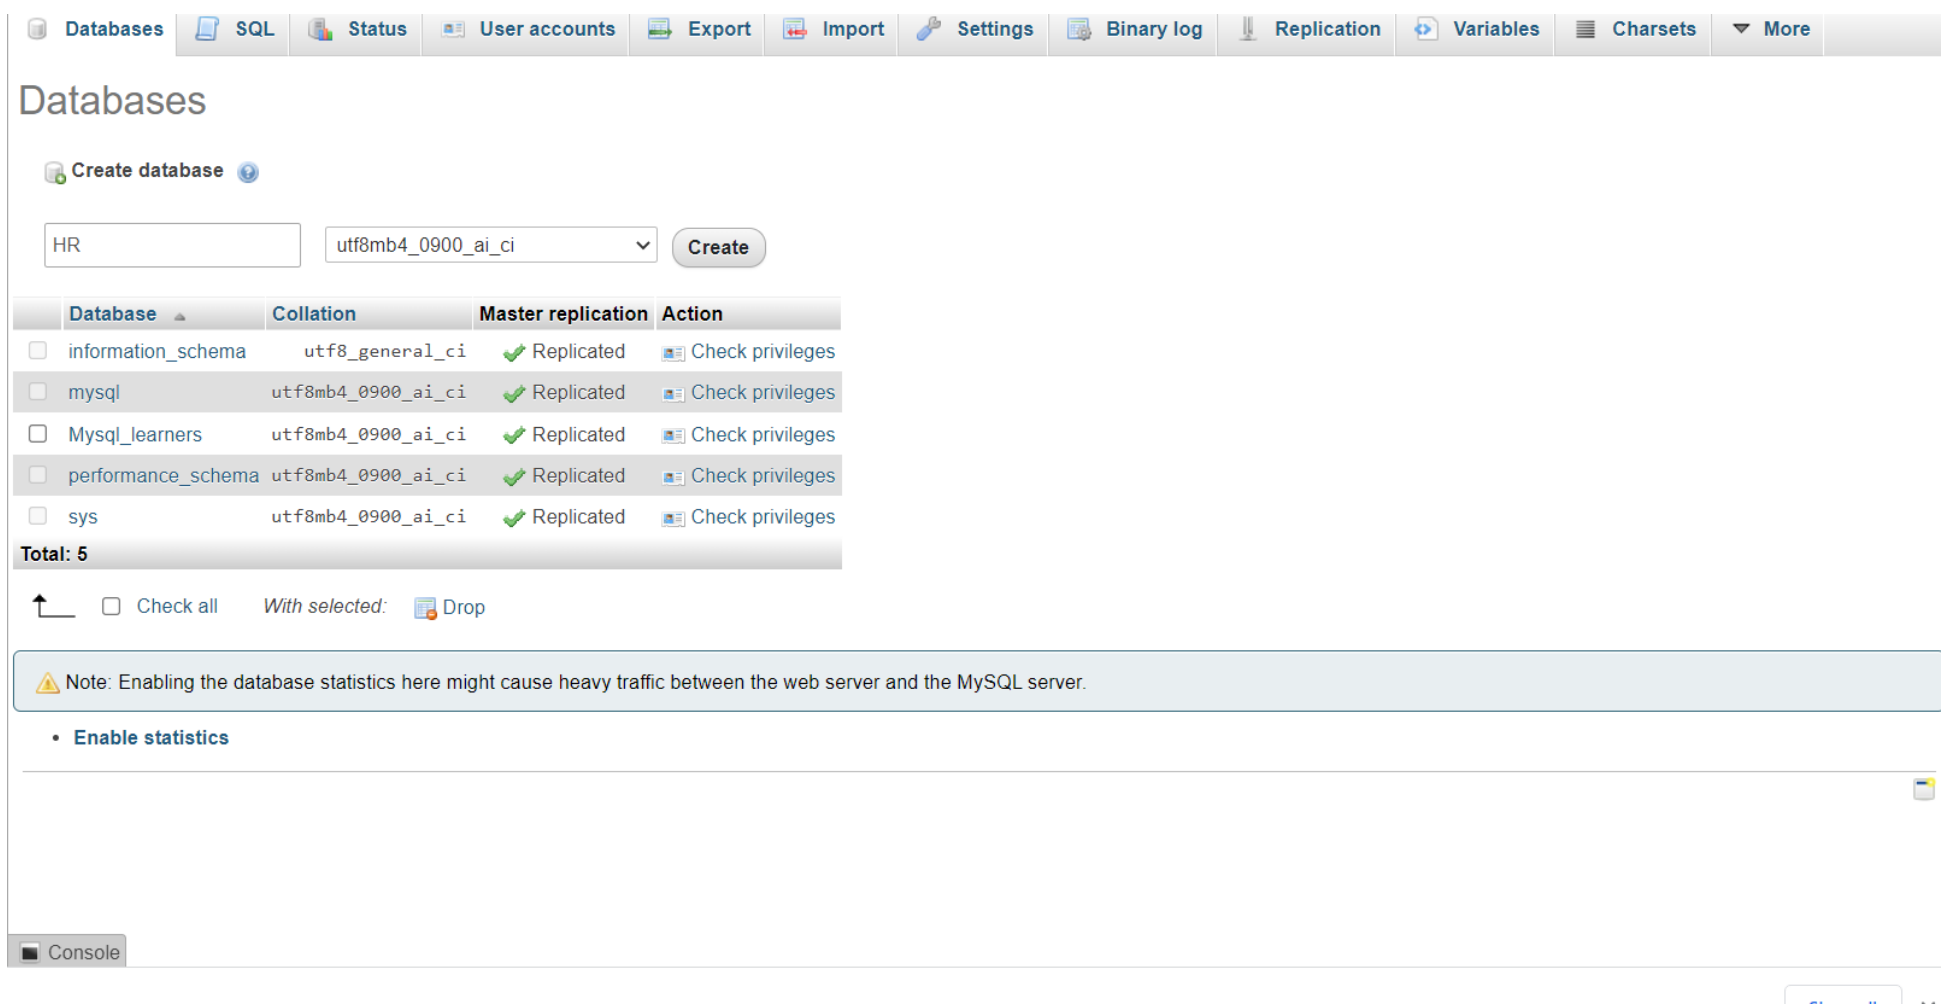 Databases SQL Status User accounts Export Import Settings Binary log Replication Variables Charsets More
Databases
Create database
HR utf8mb4_0900_ai_ci Create
Database Collation Master replication Action
information_schema utf8_general_ci Replicated Check privileges
mysql utf8mb4_0900_ai_ci Replicated Check privileges
Mysql_learners utf8mb4_0900_ai_ci Replicated Check privileges
performance_schema utf8mb4_0900_ai_ci Replicated Check privileges
sys utf8mb4_0900_ai_ci Replicated Check privileges
Total: 5
Check all With selected: Drop
Note: Enabling the database statistics here might cause heavy traffic between the web server and the MySQL server.
• Enable statistics
Console